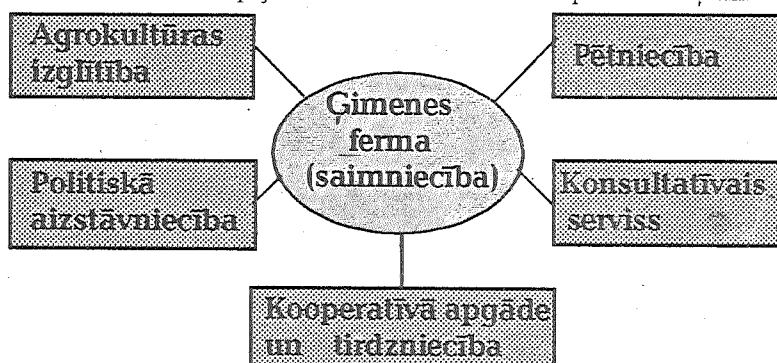 Agrokultūras
izglītība
Pētniecība
Ģimenes
ferma
(saimniecība)
Politiskā
aizstāvniecība
Konsultatīvais
serviss
Kooperatīvā apgāde
un tirdzniecība